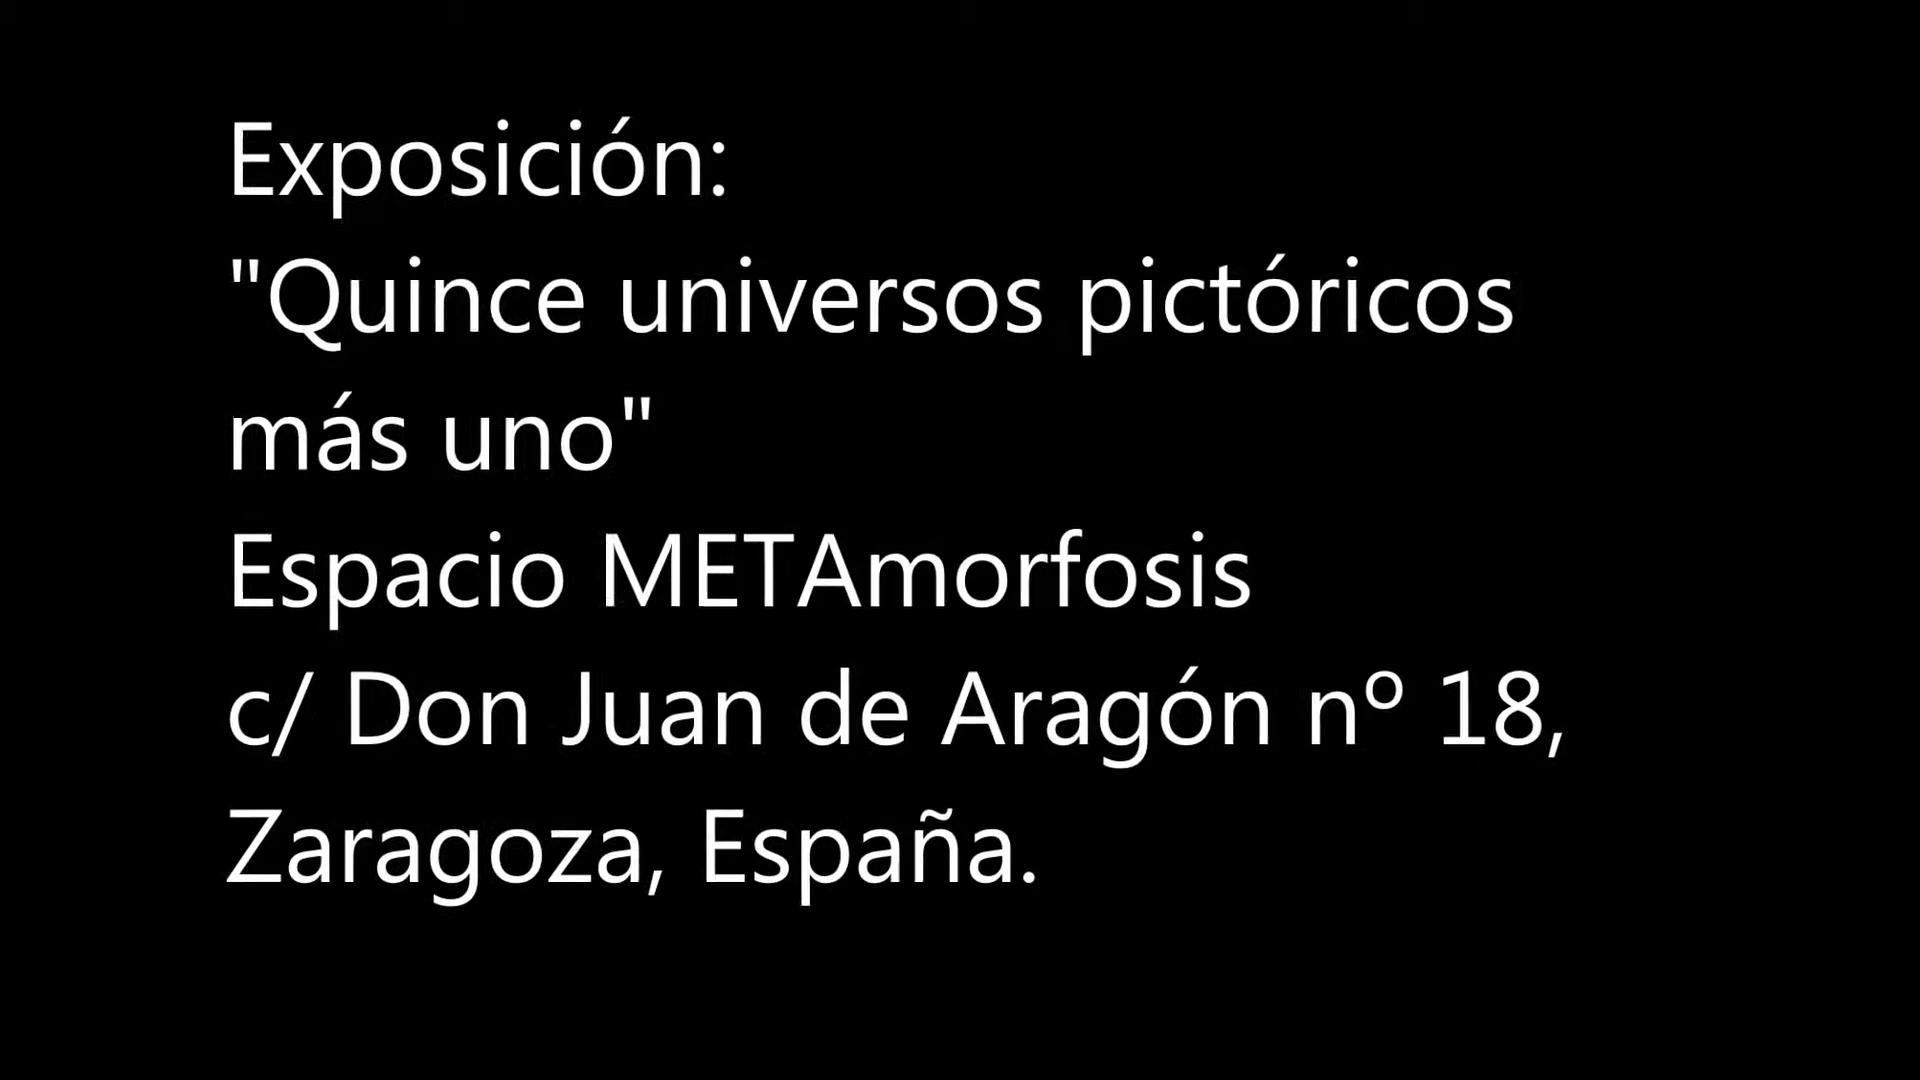 Exposición:
"Quince universos pictóricos
más uno"
Espacio METAmorfosis
c/ Don Juan de Aragón nº 18,
Zaragoza, España.